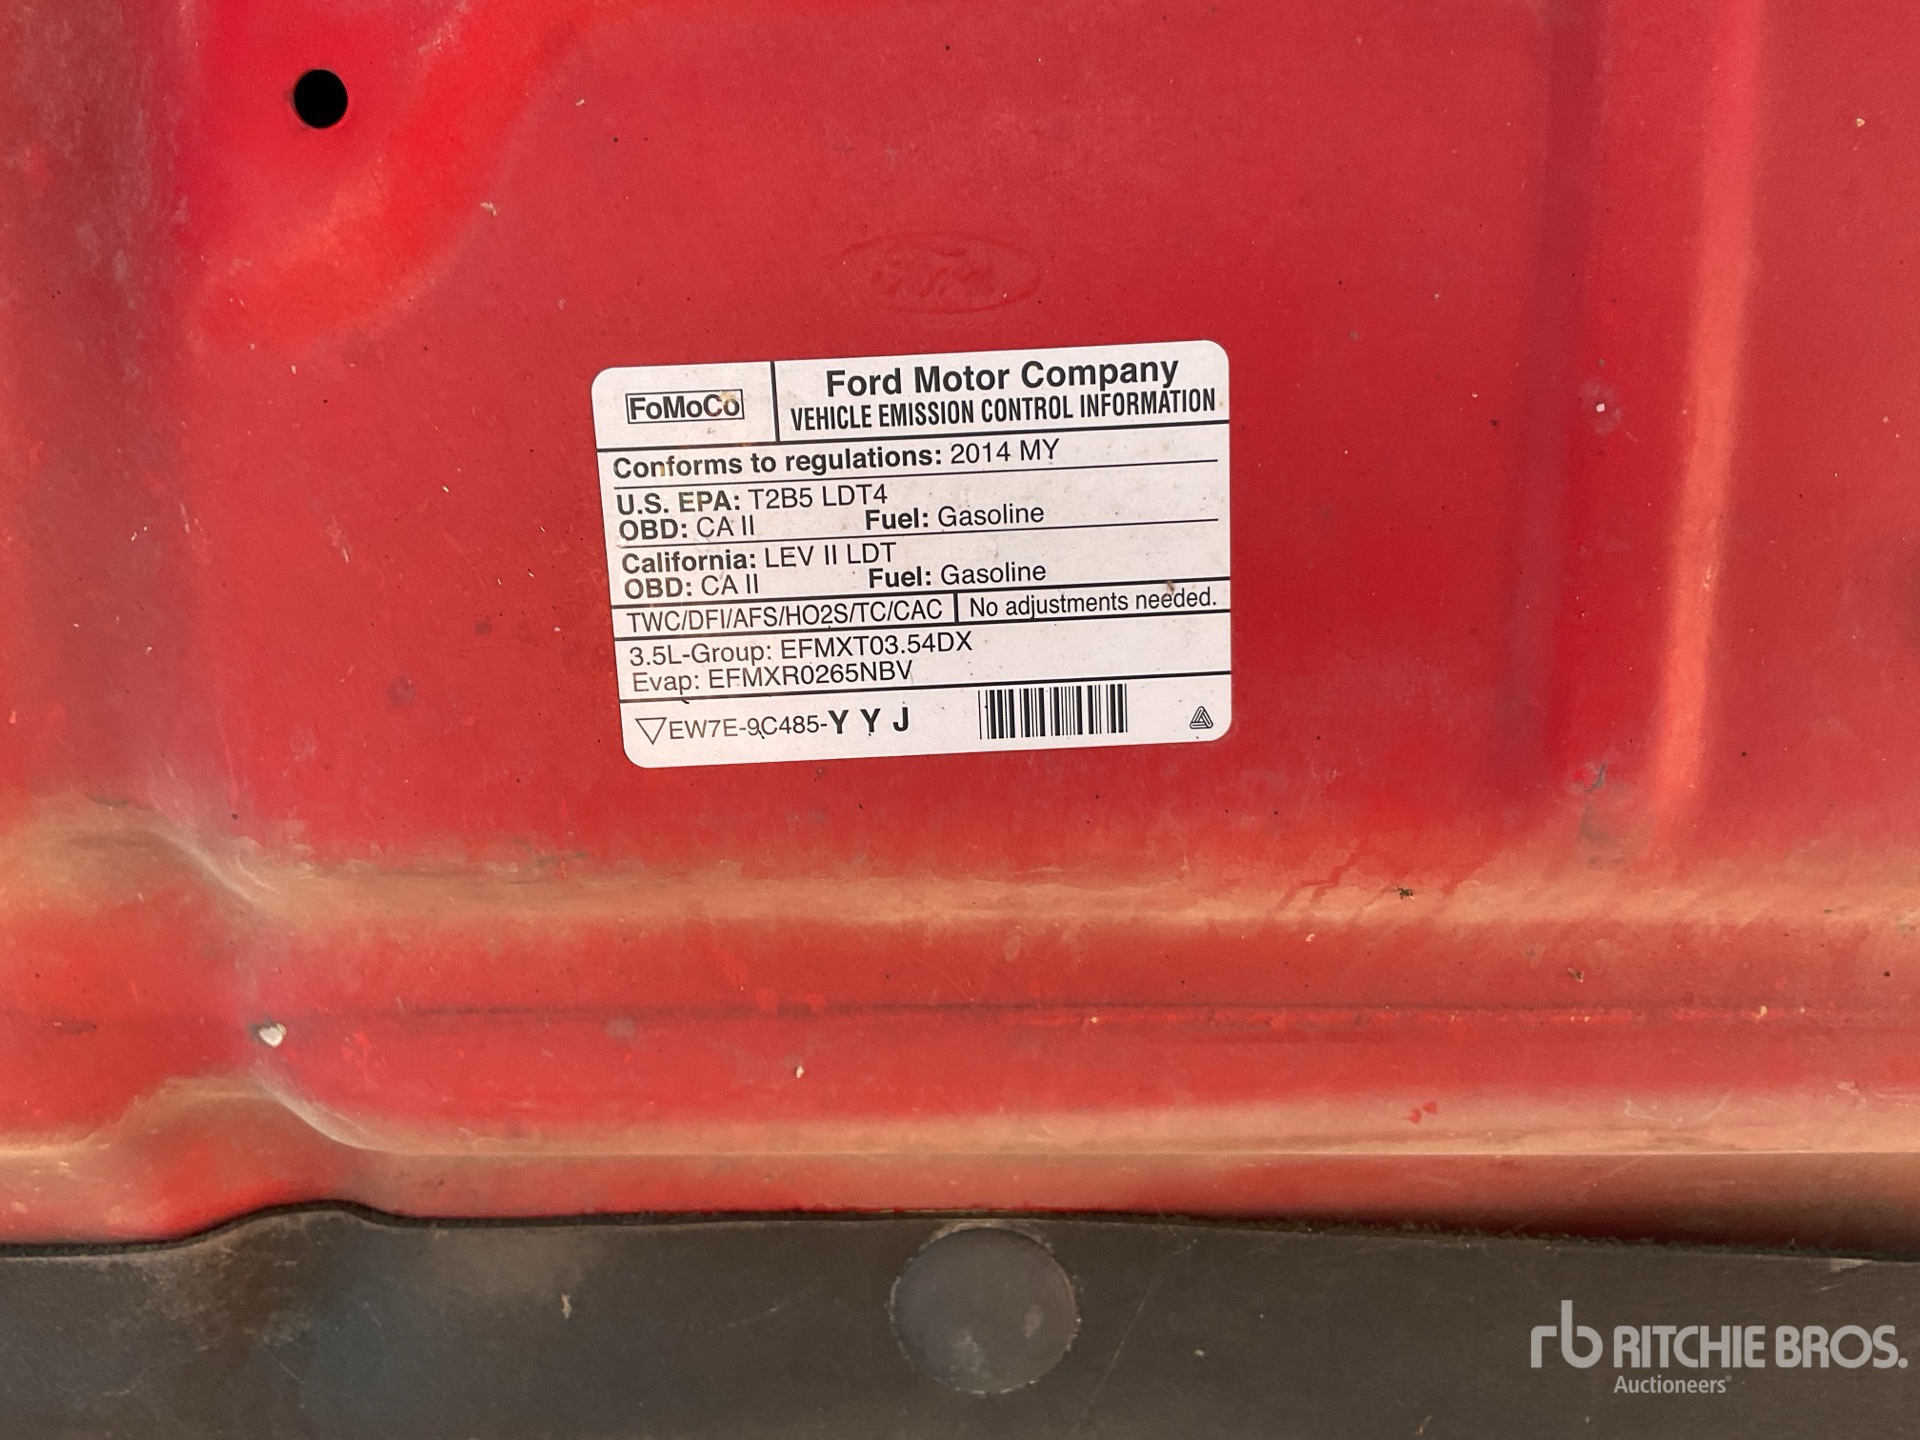 Ford
FoMoCo
Ford Motor Company
VEHICLE EMISSION CONTROL INFORMATION
Conforms to regulations: 2014 MY
U.S. EPA: T2B5 LDT4
OBD: CA II Fuel: Gasoline
California: LEV II LDT
OBD: CA II Fuel: Gasoline
TWC/DFI/AFS/HO2S/TC/CAC No adjustments needed.
3.5L-Group: EFMXT03.54DX
Evap: EFMXR0265NBV
EW7E-9C485-Y Y J
rb RITCHIE BROS.
Auctioneers